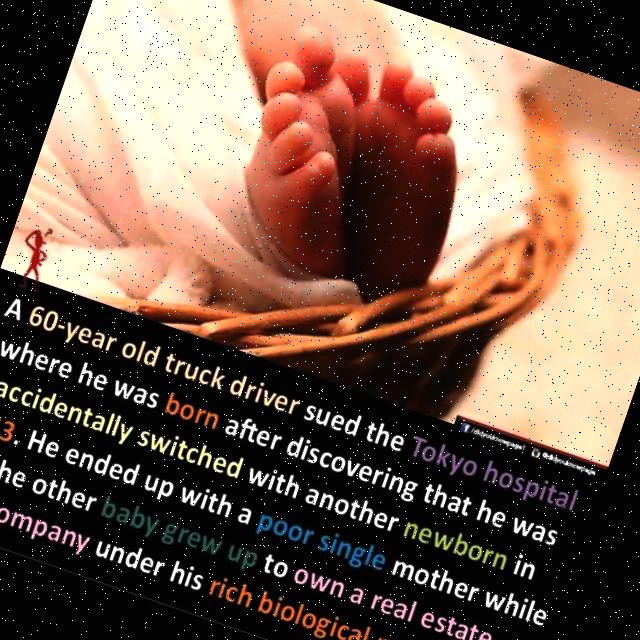 A 60-year old truck driver sued the Tokyo hospital
where he was born after discovering that he was
accidentally switched with another newborn in
3. He ended up with a poor single mother while
he other baby grew up to own a real estate
ompany under his rich biological